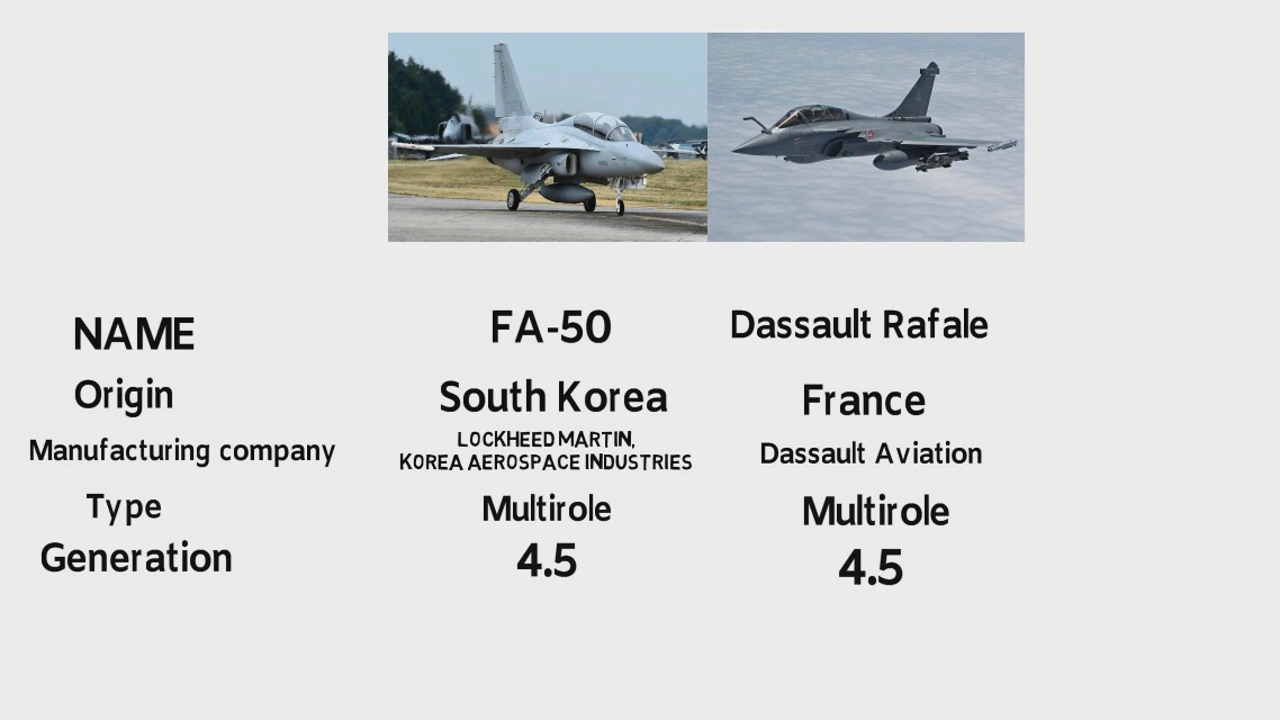 NAME FA-50 Dassault Rafale
Origin South Korea France
Manufacturing company LOCKHEED MARTIN, KOREA AEROSPACE INDUSTRIES Dassault Aviation
Type Multirole Multirole
Generation 4.5 4.5